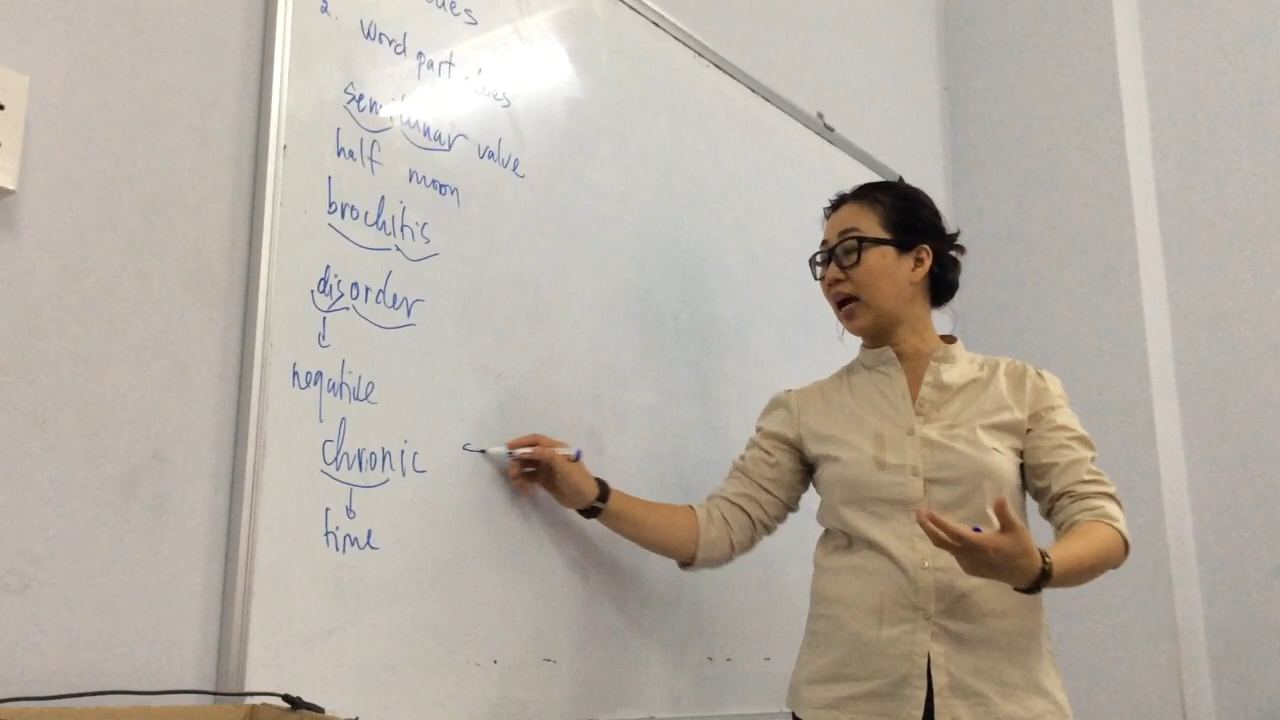 2. Word part clues
semilunar valve
half moon
brochitis
disorder
negative
chronic
time